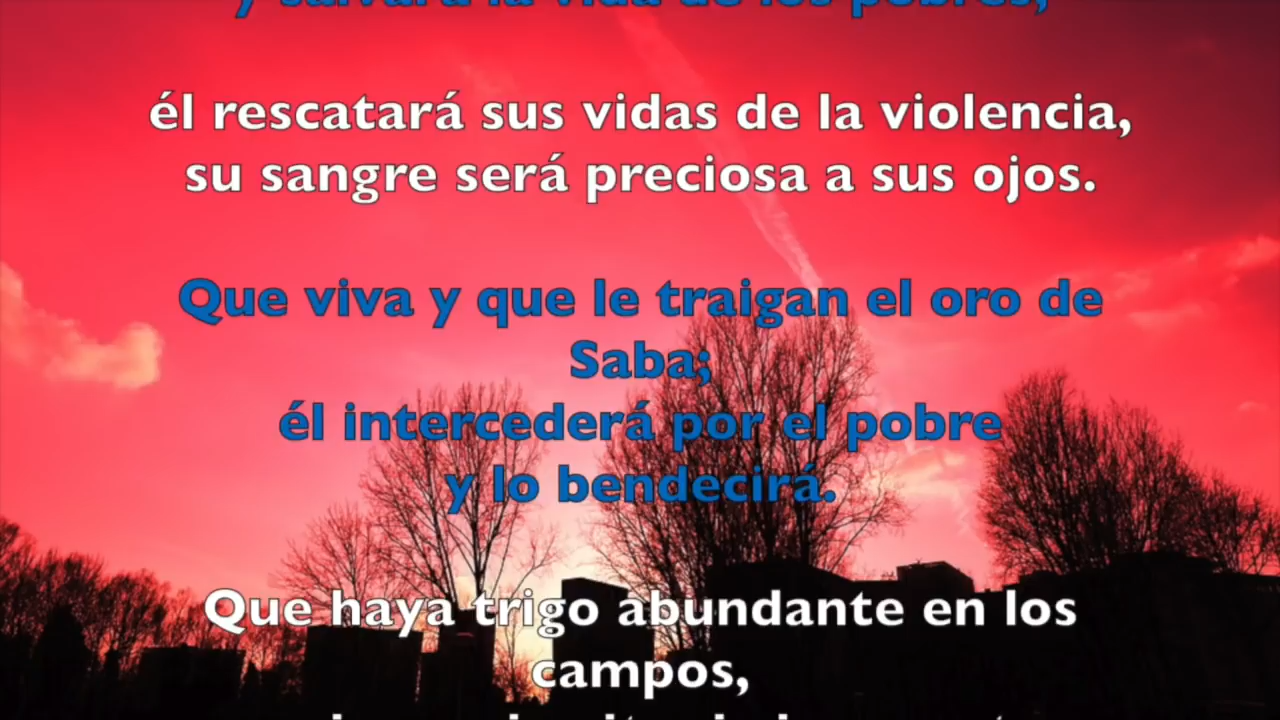 y salvará la vida de los pobres;
él rescatará sus vidas de la violencia,
su sangre será preciosa a sus ojos.
Que viva y que le traigan el oro de
Saba;
él intercederá por el pobre
y lo bendecirá.
Que haya trigo abundante en los
campos,